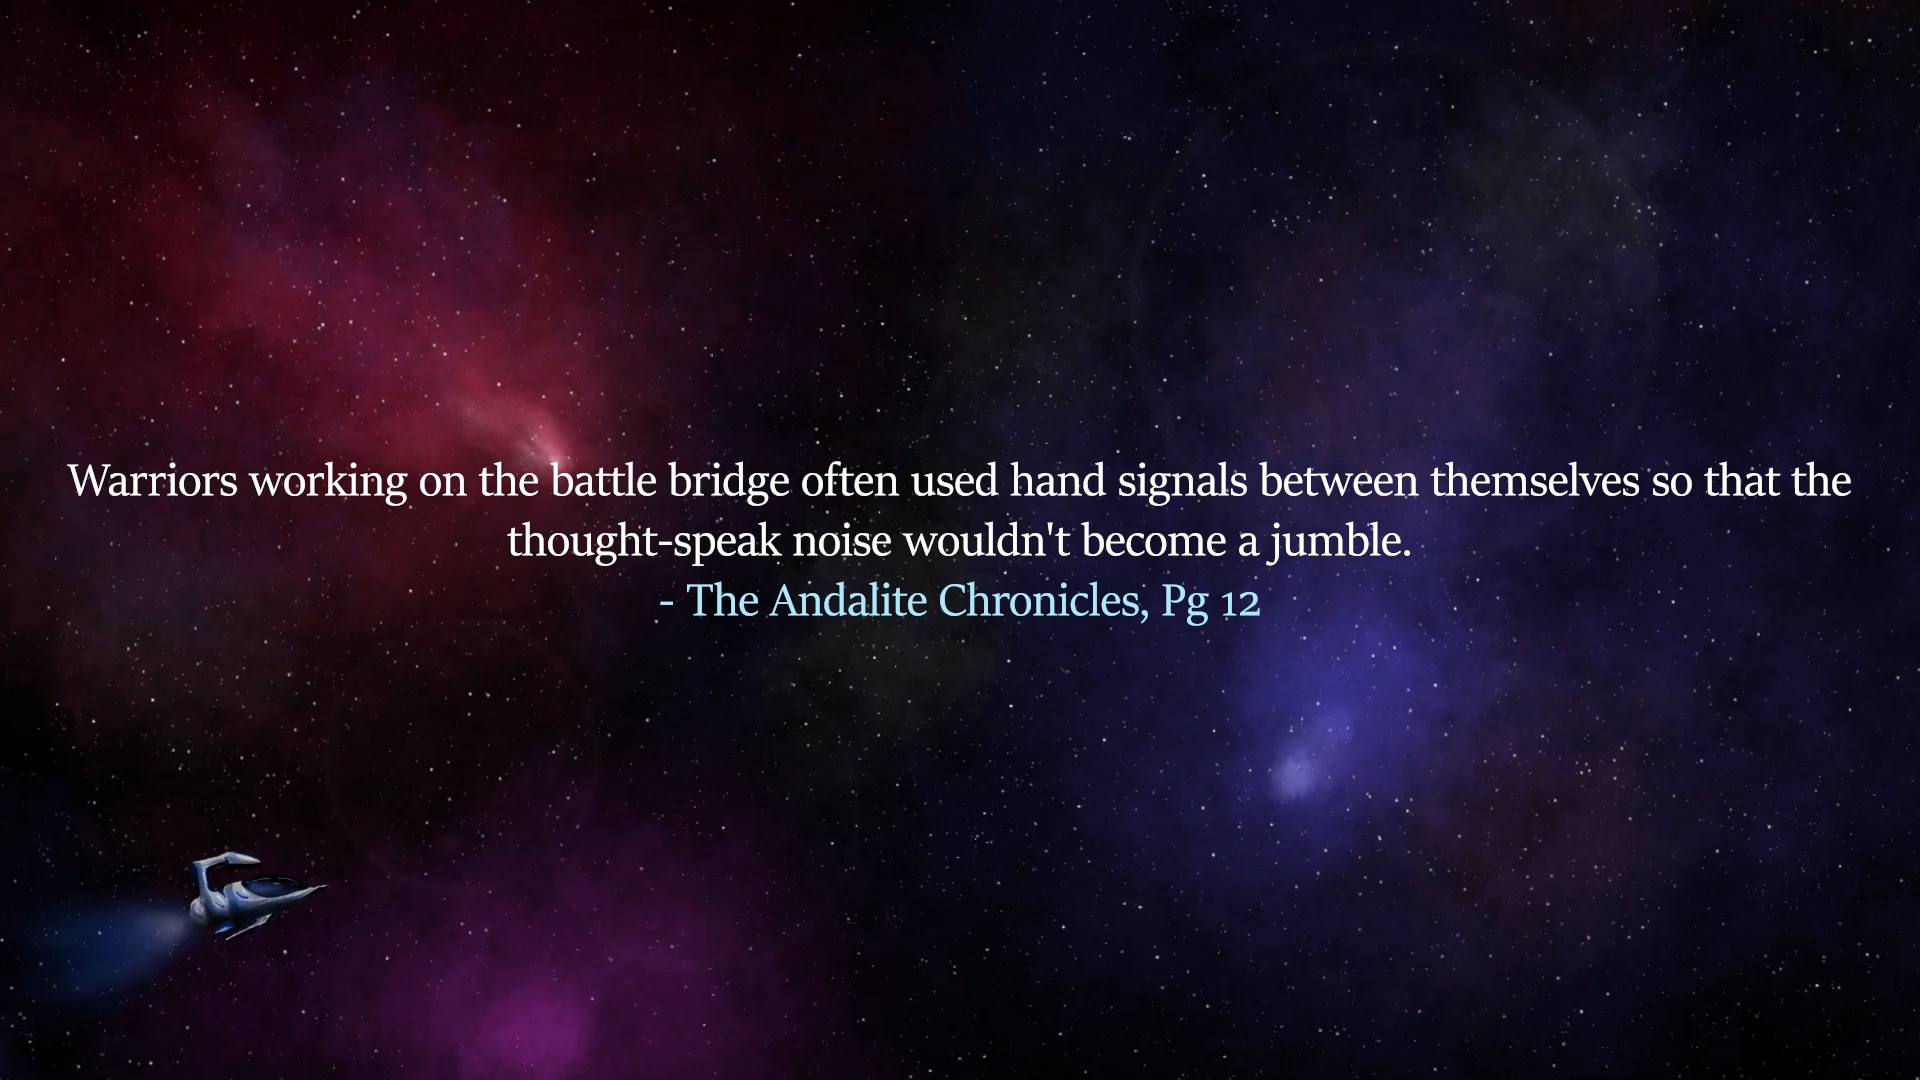 Warriors working on the battle bridge often used hand signals between themselves so that the
thought-speak noise wouldn't become a jumble.
- The Andalite Chronicles, Pg 12